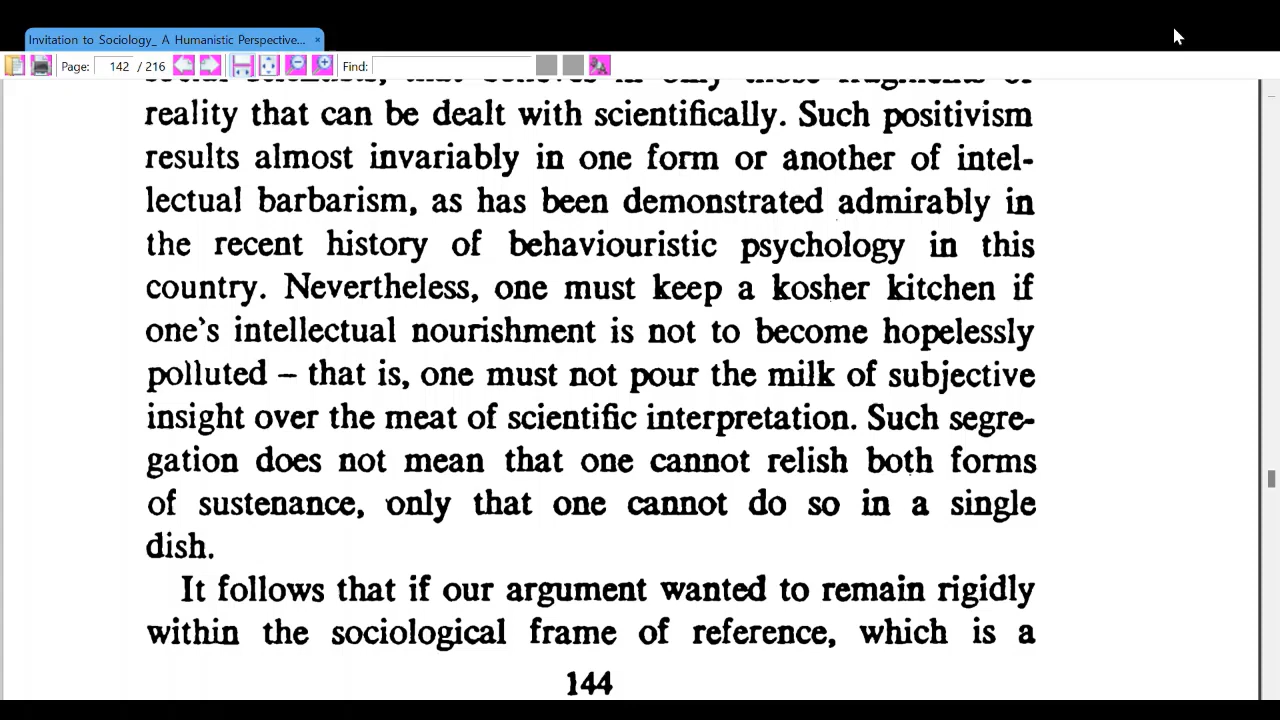 Invitation to Sociology_ A Humanistic Perspective... ×
Page: 142 / 216 Find:
that in only those fragments of
reality that can be dealt with scientifically. Such positivism
results almost invariably in one form or another of intel-
lectual barbarism, as has been demonstrated admirably in
the recent history of behaviouristic psychology in this
country. Nevertheless, one must keep a kosher kitchen if
one's intellectual nourishment is not to become hopelessly
polluted – that is, one must not pour the milk of subjective
insight over the meat of scientific interpretation. Such segre-
gation does not mean that one cannot relish both forms
of sustenance, only that one cannot do so in a single
dish.
It follows that if our argument wanted to remain rigidly
within the sociological frame of reference, which is a
144